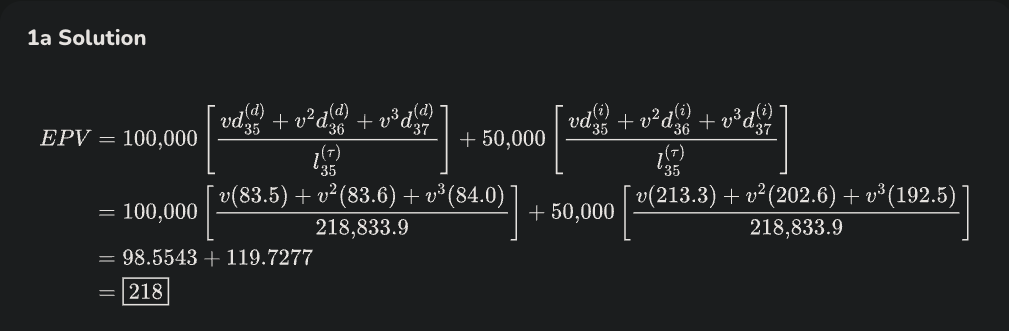 1a Solution
EPV = 100,000 [ (vd_{35}^{(d)} + v^2 d_{36}^{(d)} + v^3 d_{37}^{(d)}) / l_{35}^{(τ)} ] + 50,000 [ (vd_{35}^{(i)} + v^2 d_{36}^{(i)} + v^3 d_{37}^{(i)}) / l_{35}^{(τ)} ]
= 100,000 [ (v(83.5) + v^2(83.6) + v^3(84.0)) / 218,833.9 ] + 50,000 [ (v(213.3) + v^2(202.6) + v^3(192.5)) / 218,833.9 ]
= 98.5543 + 119.7277
= 218